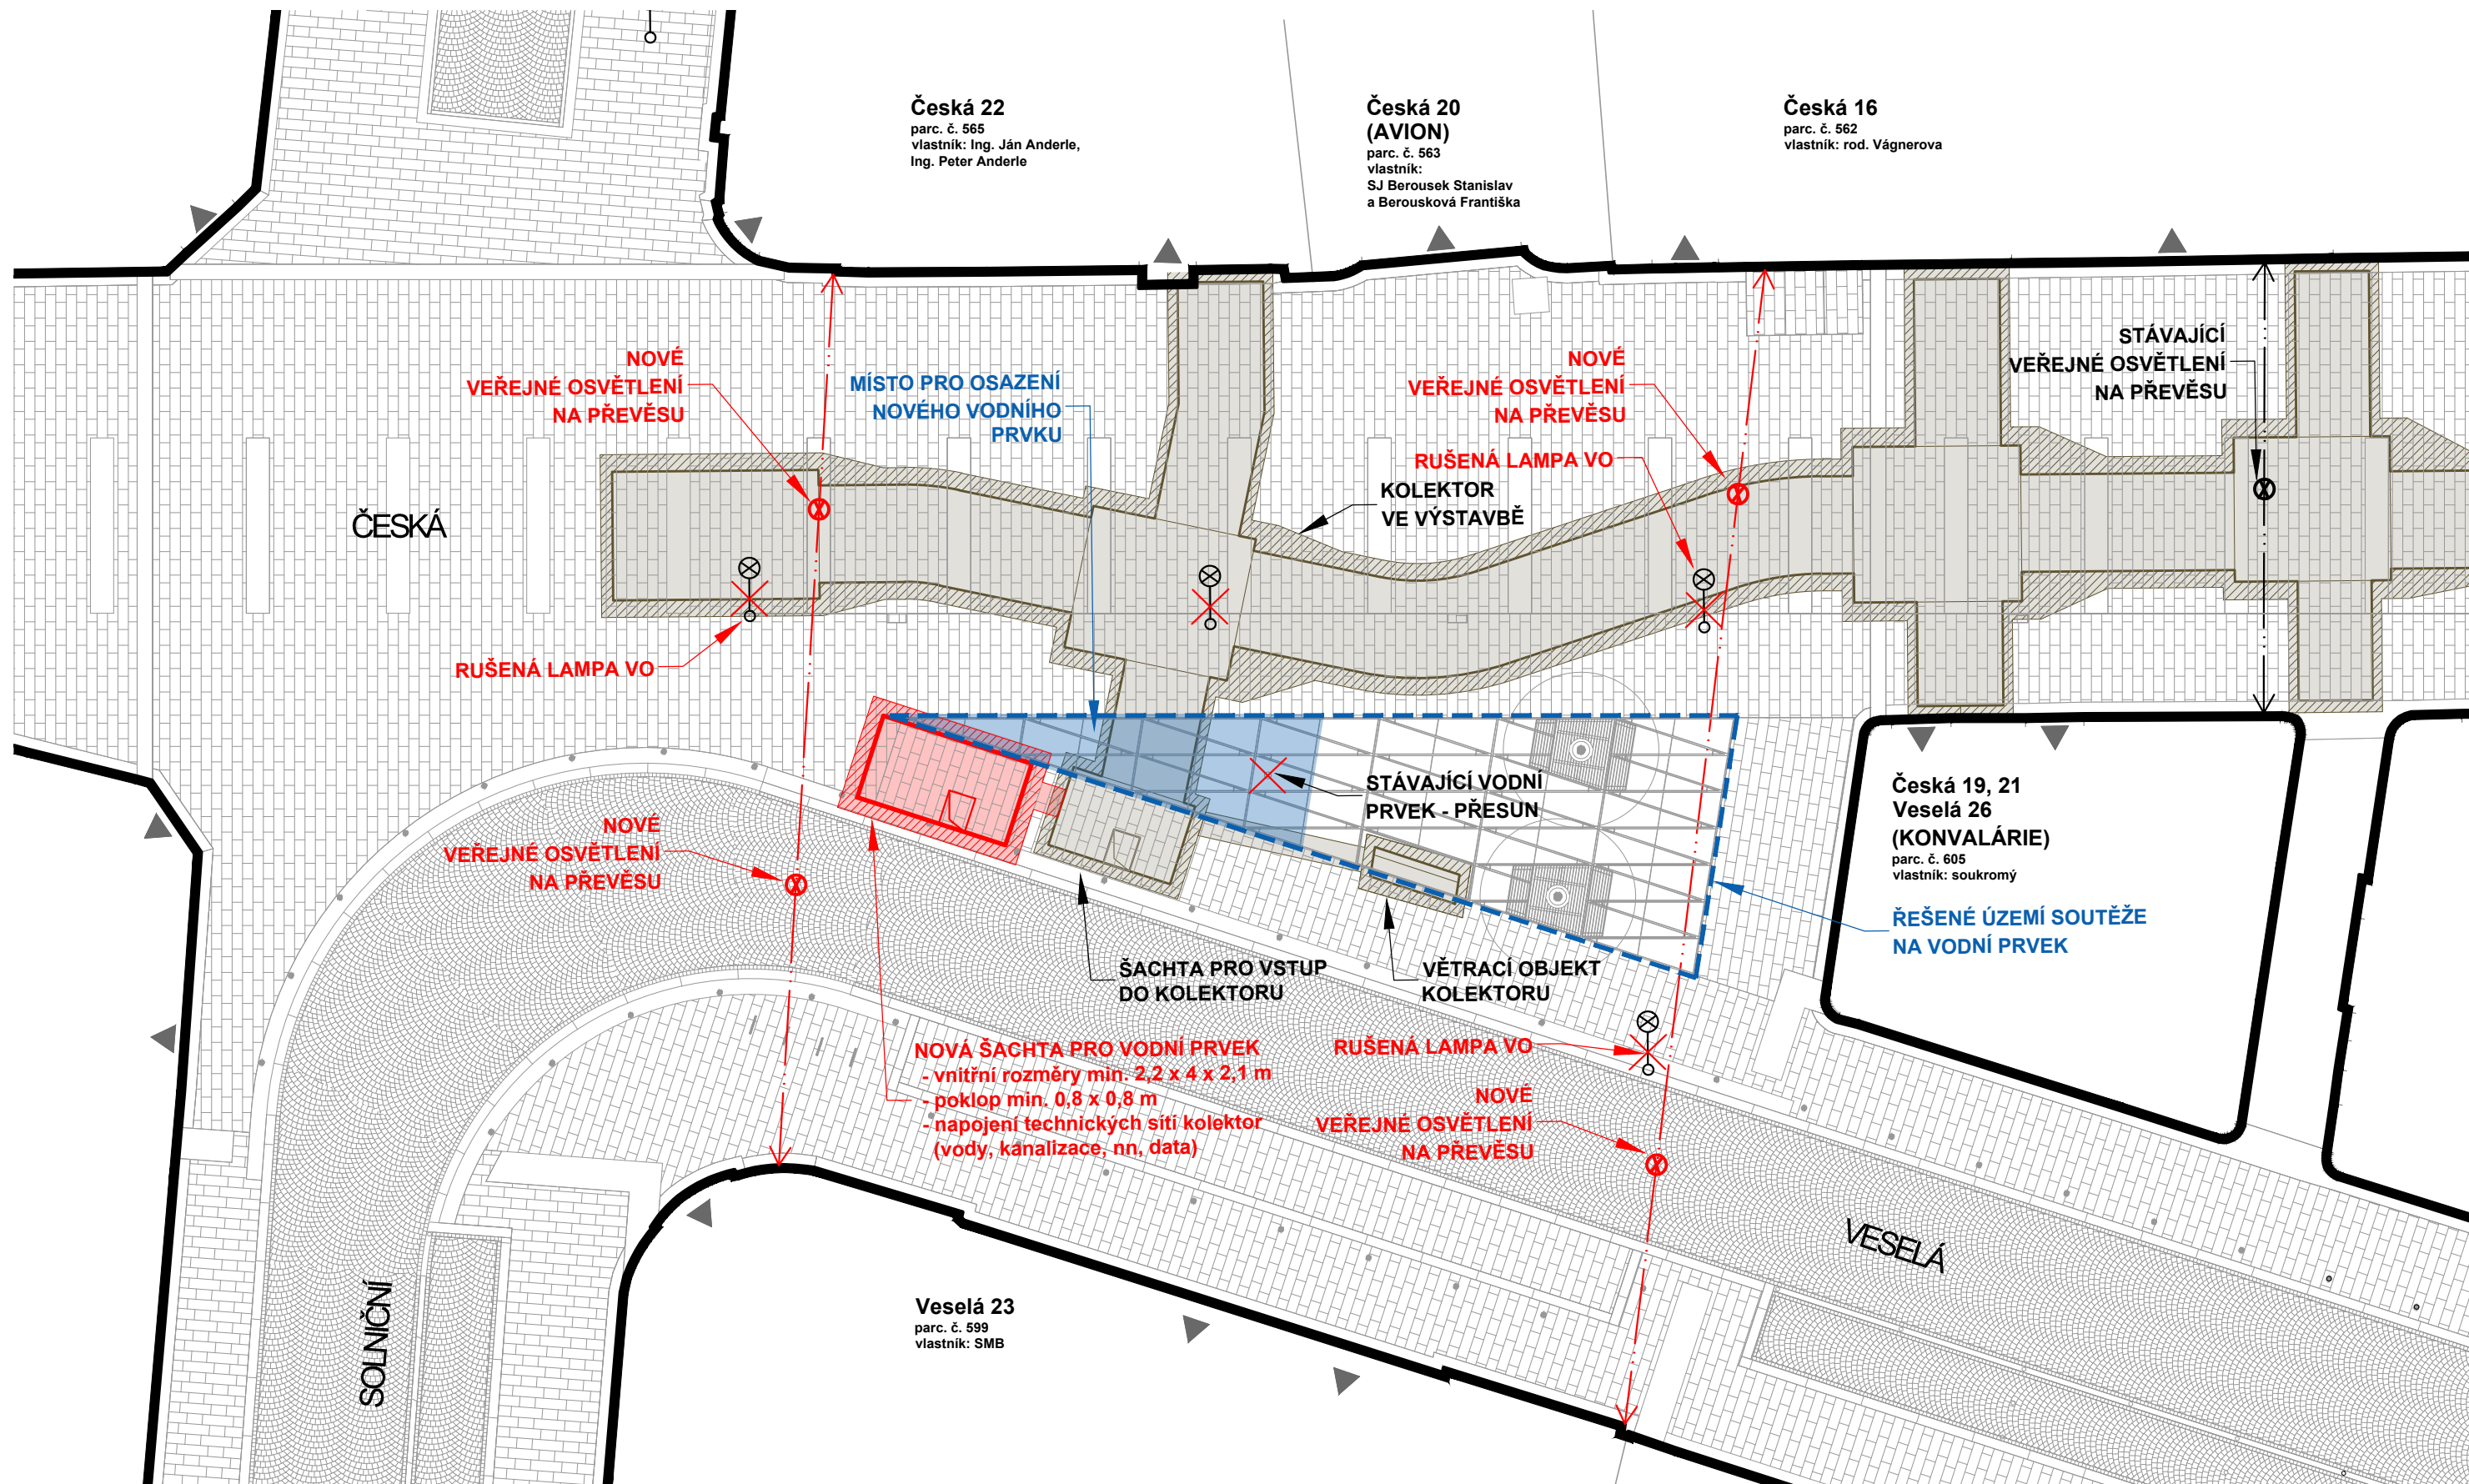 Česká 22
parc. č. 565
vlastník: Ing. Ján Anderle,
Ing. Peter Anderle
Česká 20
(AVION)
parc. č. 563
vlastník:
SJ Berousek Stanislav
a Berousková Františka
Česká 16
parc. č. 562
vlastník: rod. Vágnerova
NOVÉ
VEŘEJNÉ OSVĚTLENÍ
NA PŘEVĚSU
MÍSTO PRO OSAZENÍ
NOVÉHO VODNÍHO
PRVKU
NOVÉ
VEŘEJNÉ OSVĚTLENÍ
NA PŘEVĚSU
RUŠENÁ LAMPA VO
KOLEKTOR
VE VÝSTAVBĚ
STÁVAJÍCÍ
VEŘEJNÉ OSVĚTLENÍ
NA PŘEVĚSU
ČESKÁ
RUŠENÁ LAMPA VO
STÁVAJÍCÍ VODNÍ
PRVEK - PŘESUN
Česká 19, 21
Veselá 26
(KONVALÁRIE)
parc. č. 605
vlastník: soukromý
NOVÉ
VEŘEJNÉ OSVĚTLENÍ
NA PŘEVĚSU
ŘEŠENÉ ÚZEMÍ SOUTĚŽE
NA VODNÍ PRVEK
ŠACHTA PRO VSTUP
DO KOLEKTORU
VĚTRACÍ OBJEKT
KOLEKTORU
NOVÁ ŠACHTA PRO VODNÍ PRVEK
- vnitřní rozměry min. 2,2 x 4 x 2,1 m
- poklop min. 0,8 x 0,8 m
- napojení technických sítí kolektor
(vody, kanalizace, nn, data)
RUŠENÁ LAMPA VO
NOVÉ
VEŘEJNÉ OSVĚTLENÍ
NA PŘEVĚSU
VESELÁ
SOLNIČNÍ
Veselá 23
parc. č. 599
vlastník: SMB